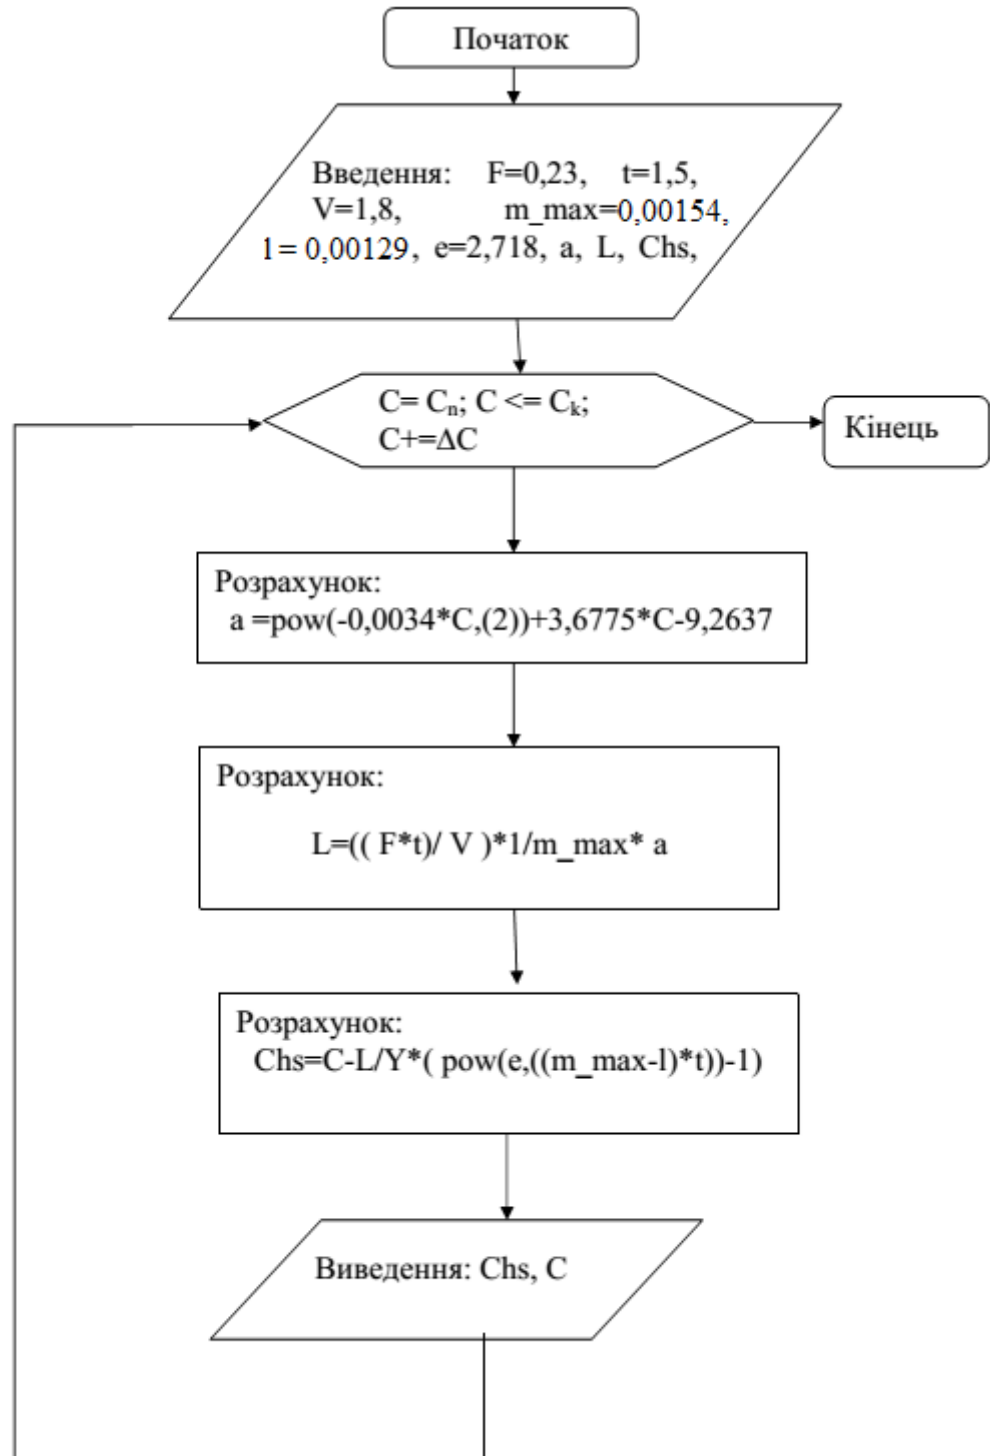 Початок
Введення: F=0,23, t=1,5,
V=1,8, m_max=0,00154,
l = 0,00129, e=2,718, a, L, Chs,
C= Cₙ; C <= Cₖ;
C+=ΔC
Кінець
Розрахунок:
a =pow(-0,0034*C,(2))+3,6775*C-9,2637
Розрахунок:
L=(( F*t)/ V )*1/m_max* a
Розрахунок:
Chs=C-L/Y*( pow(e,((m_max-l)*t))-1)
Виведення: Chs, C